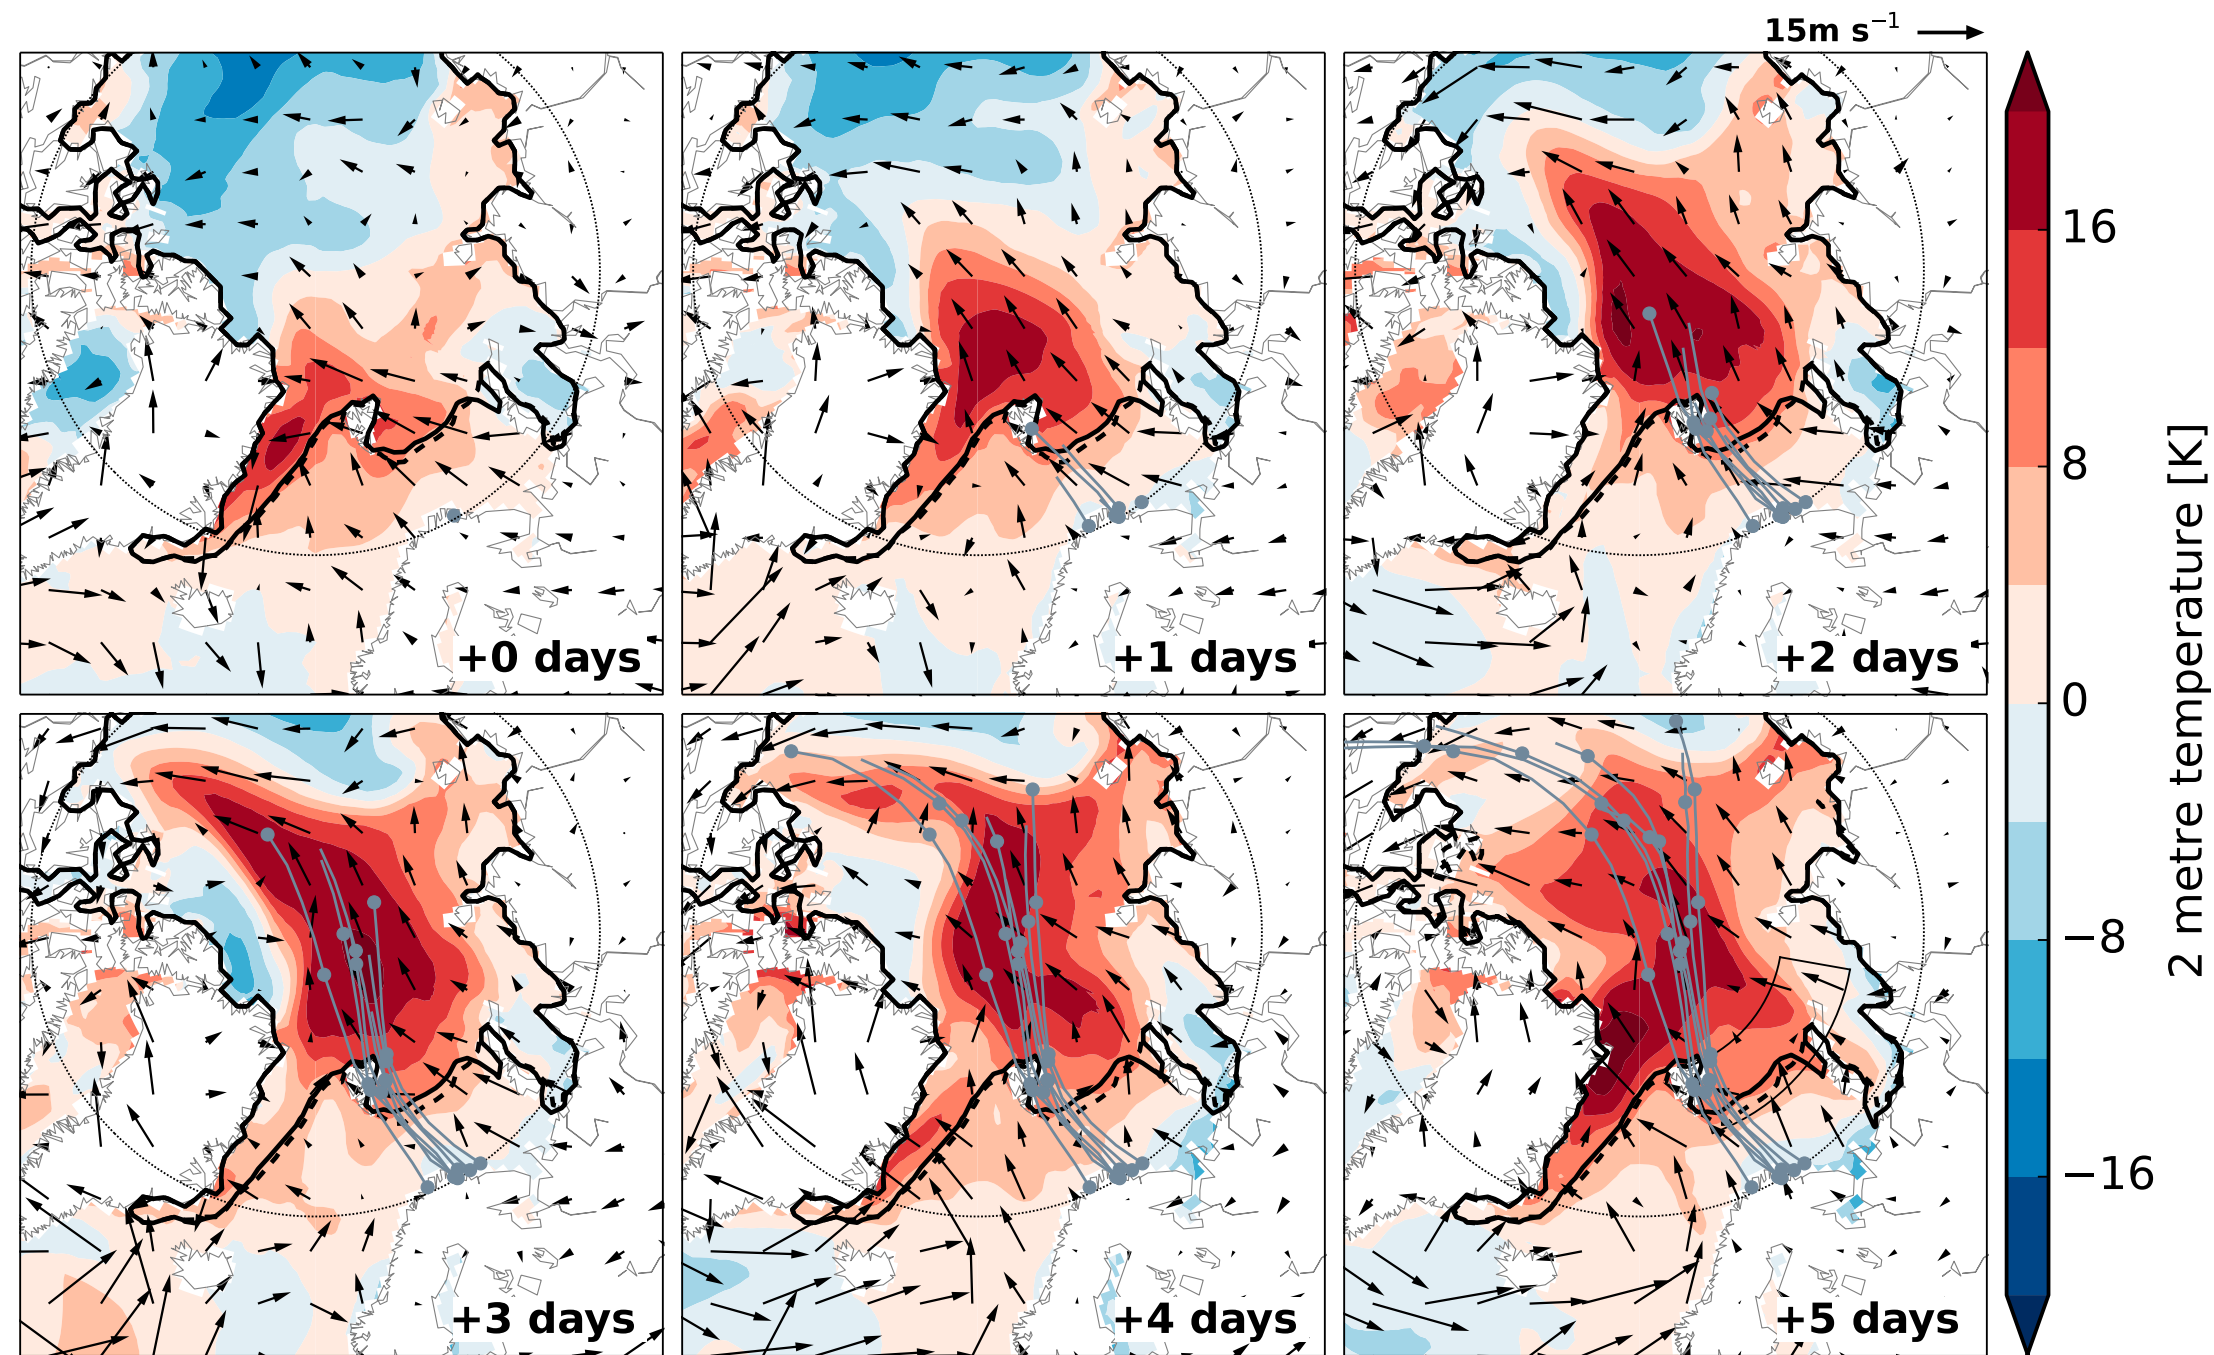 15m s⁻¹
+0 days
+1 days
+2 days
+3 days
+4 days
+5 days
16
8
0
−8
−16
2 metre temperature [K]